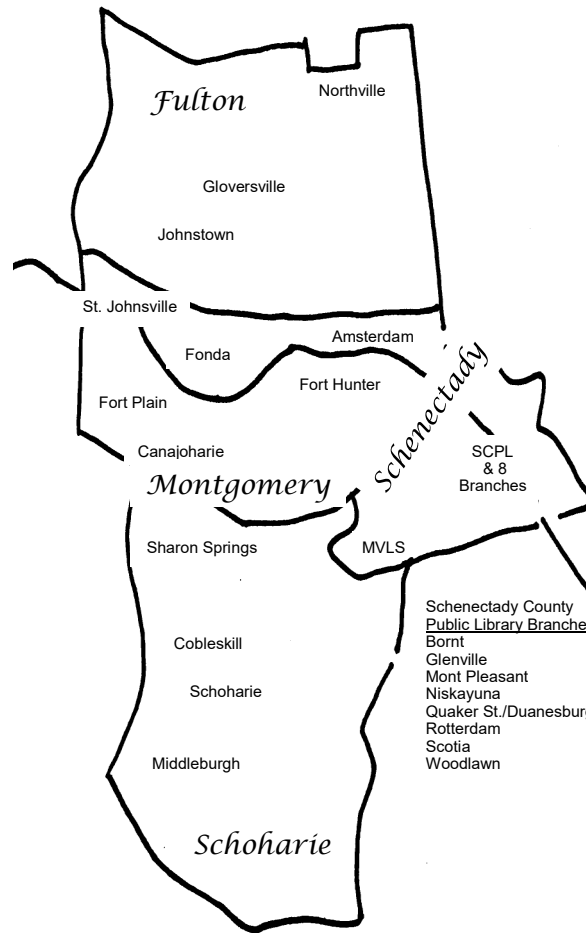 Northville
Fulton
Gloversville
Johnstown
St. Johnsville
Amsterdam
Fonda
Fort Hunter
Schenectady
Fort Plain
Canajoharie
SCPL
& 8
Branches
Montgomery
Sharon Springs
MVLS
Schenectady County
Public Library Branche
Bornt
Glenville
Mont Pleasant
Niskayuna
Quaker St./Duanesburg
Rotterdam
Scotia
Woodlawn
Cobleskill
Schoharie
Middleburgh
Schoharie